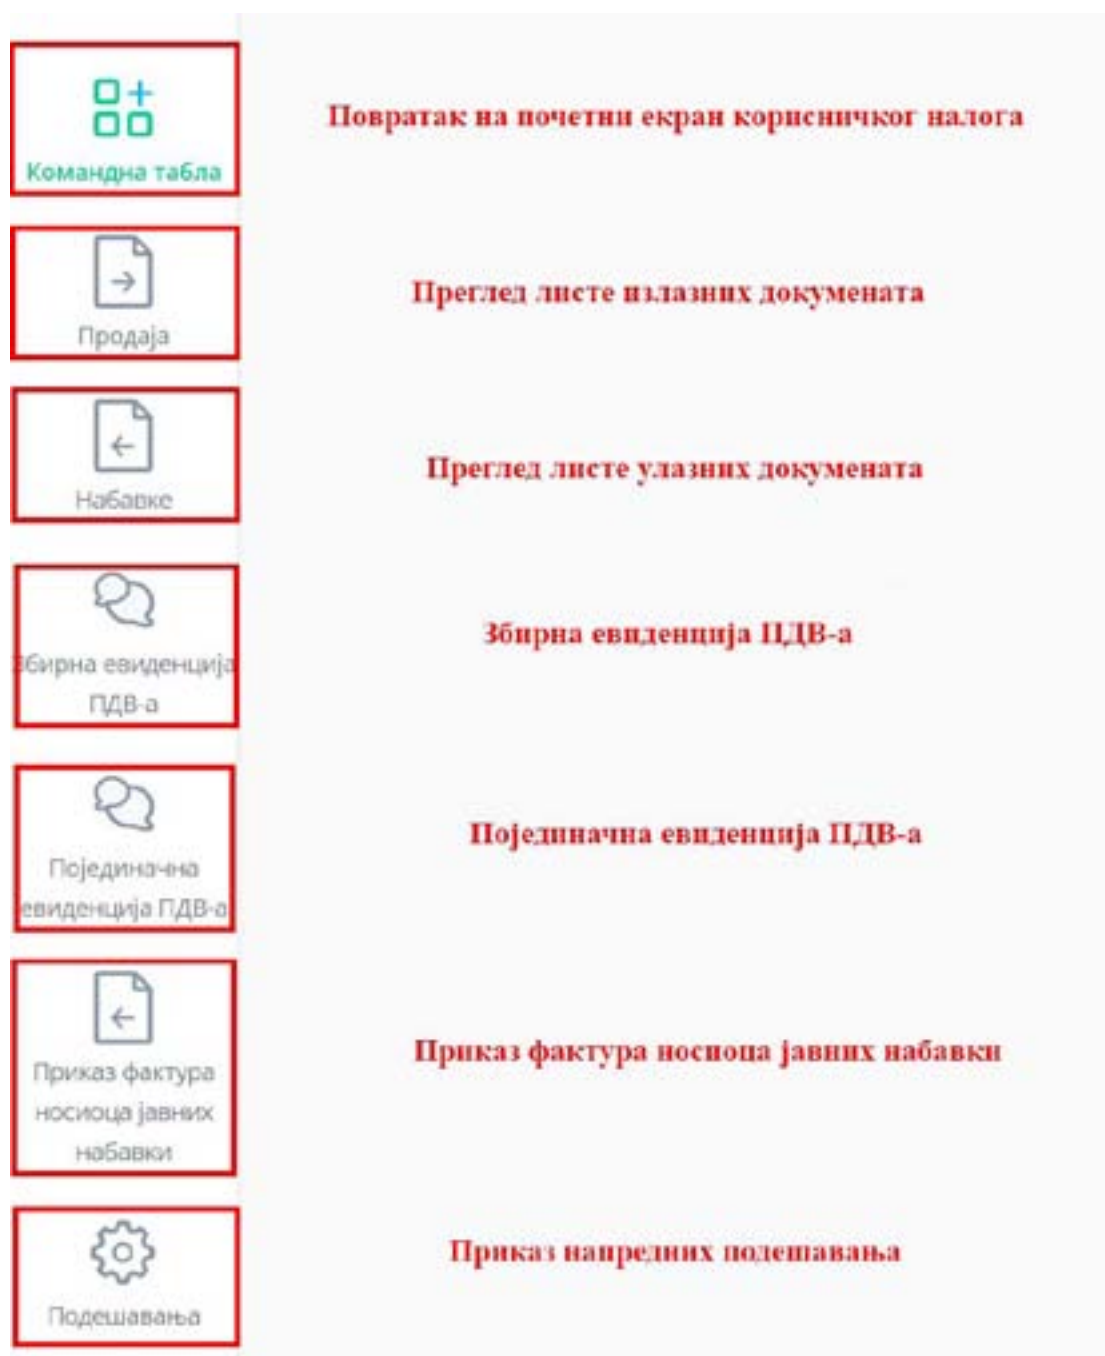 Командна табла
Повратак на почетни екран корисничког налога
Продаја
Преглед листе излазних докумената
Набавке
Преглед листе улазних докумената
Збирна евиденција
ПДВ-а
Збирна евиденција ПДВ-а
Појединачна
евиденција ПДВ-а
Појединачна евиденција ПДВ-а
Приказ фактура
носиоца јавних
набавки
Приказ фактура носиоца јавних набавки
Подешавања
Приказ напредних подешавања